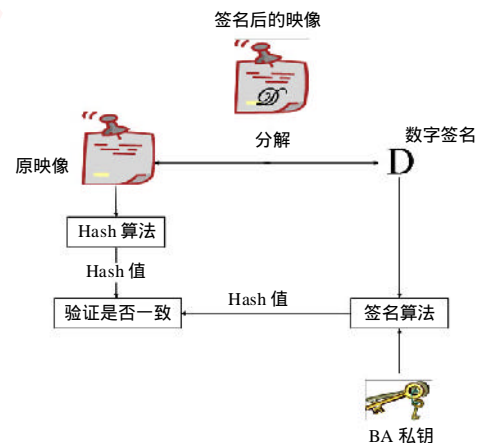 签名后的映像
分解
数字签名
D
原映像
Hash 算法
Hash 值
Hash 值
验证是否一致
签名算法
BA 私钥